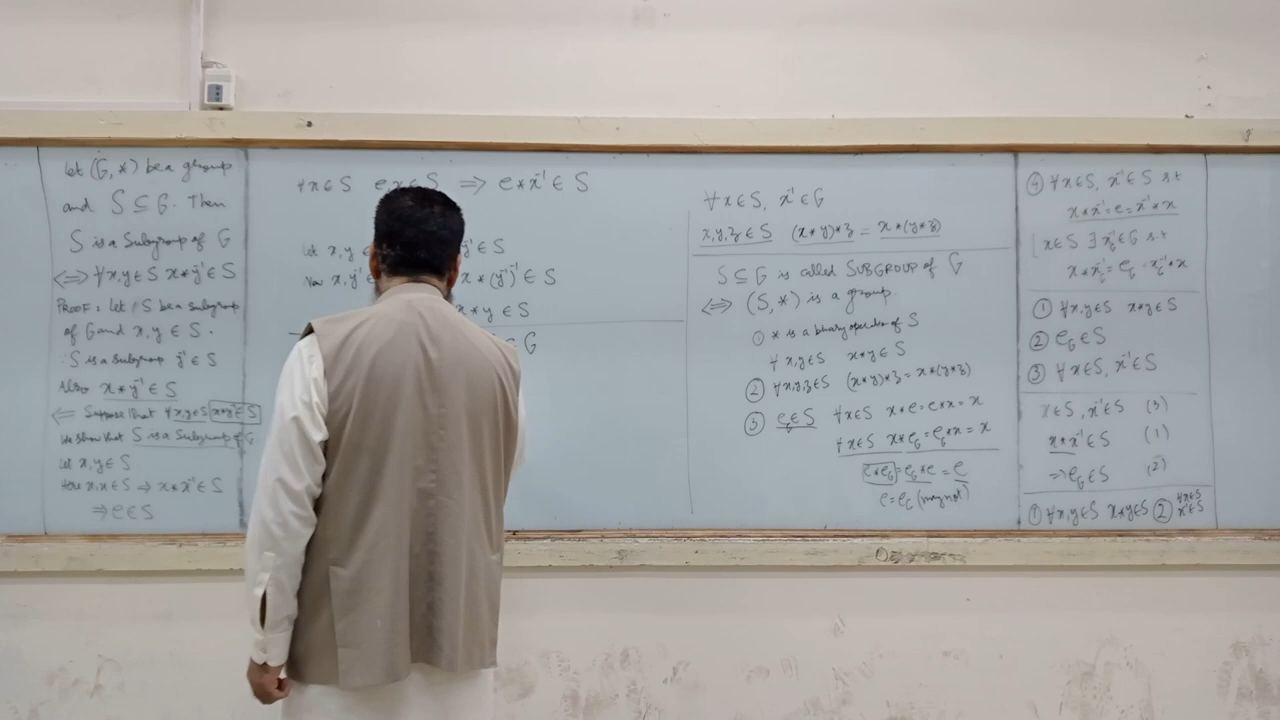 Let (G, *) be a group
and S ⊆ G. Then
S is a Subgroup of G
⟺ ∀x,y∈S x*y⁻¹∈S
PROOF: Let S be a subgroup
of G and x, y ∈ S.
∵ S is a subgroup y⁻¹∈S
Also x*y⁻¹∈S
⟸ Suppose that ∀x,y∈S x*y⁻¹∈S
We show that S is a Subgroup of G
Let x,y∈S
Here x,x∈S ⇒ x*x⁻¹∈S
⇒ e∈S
∀x∈S e,x∈S ⇒ e*x⁻¹∈S
Let x,y ∈ y⁻¹∈S
Now x,y⁻¹∈ x*(y⁻¹)⁻¹∈S
x*y∈S
G
∀x∈S, x⁻¹∈G
x,y,z∈S (x*y)*z = x*(y*z)
S⊆G is called SUBGROUP of G
⟺ (S,*) is a group
① * is a binary operation of S
∀x,y∈S x*y∈S
② ∀x,y,z∈S (x*y)*z = x*(y*z)
③ e_G∈S ∀x∈S x*e=e*x=x
∀x∈S x*e_G=e_G*x=x
e*e_G=e_G*e=e
e=e_G (may not)
④ ∀x∈S, x⁻¹∈S s.t
x*x⁻¹=e=x⁻¹*x
x∈S ∃ x_G⁻¹∈G s.t
x*x_G⁻¹=e_G=x_G⁻¹*x
① ∀x,y∈S x*y∈S
② e_G∈S
③ ∀x∈S, x⁻¹∈S
x∈S, x⁻¹∈S (3)
x*x⁻¹∈S (1)
⇒e_G∈S (2)
① ∀x,y∈S x*y∈S ② ∀x∈S x⁻¹∈S